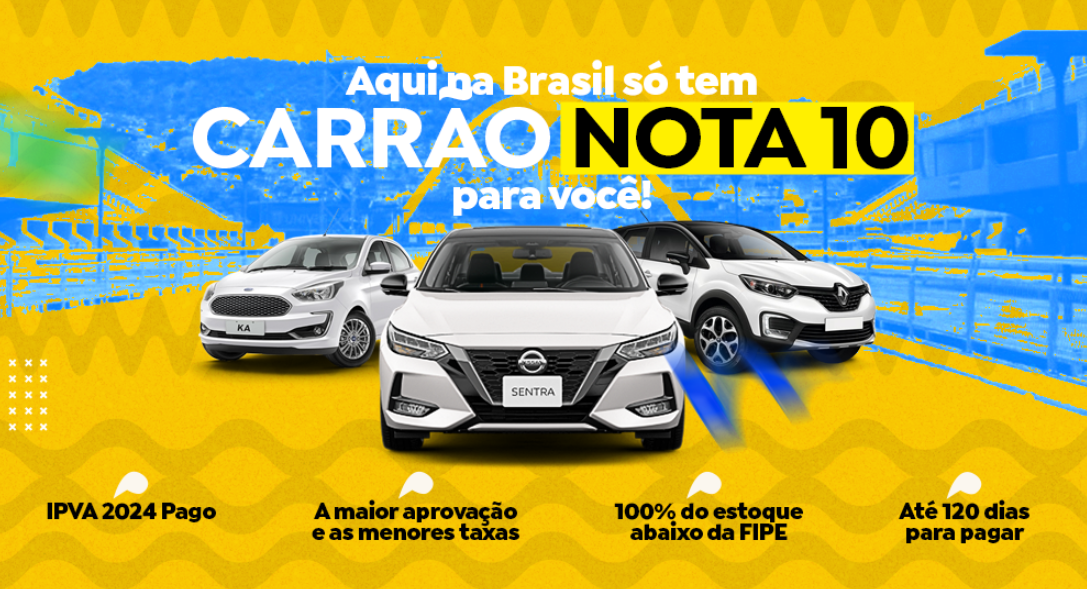 Aqui na Brasil só tem
CARRÃO NOTA 10
para você!
KA
SENTRA
IPVA 2024 Pago
A maior aprovação
e as menores taxas
100% do estoque
abaixo da FIPE
Até 120 dias
para pagar